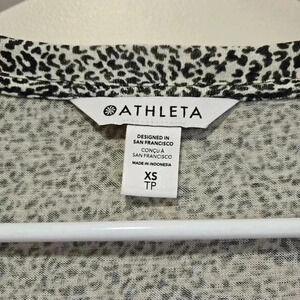 ATHLETA
DESIGNED IN
SAN FRANCISCO
CONÇU À
SAN FRANCISCO
MADE IN INDONESIA
XS
TP